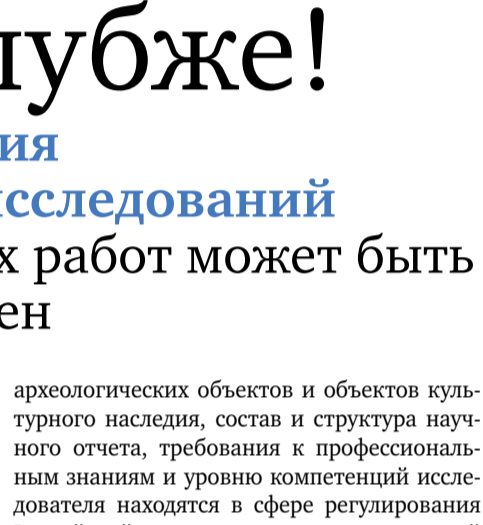 лубже!
ия
исследований
х работ может быть
ен
археологических объектов и объектов куль-
турного наследия, состав и структура науч-
ного отчета, требования к профессиональ-
ным знаниям и уровню компетенций иссле-
дователя находятся в сфере регулирования